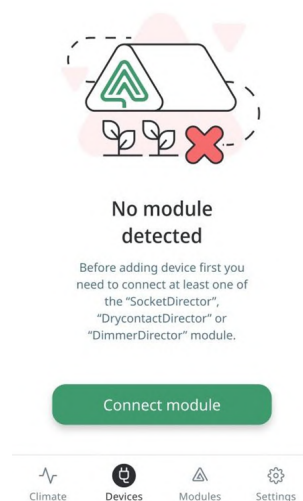 No module
detected
Before adding device first you
need to connect at least one of
the “SocketDirector”,
“DrycontactDirector” or
“DimmerDirector” module.
Connect module
Climate Devices Modules Settings